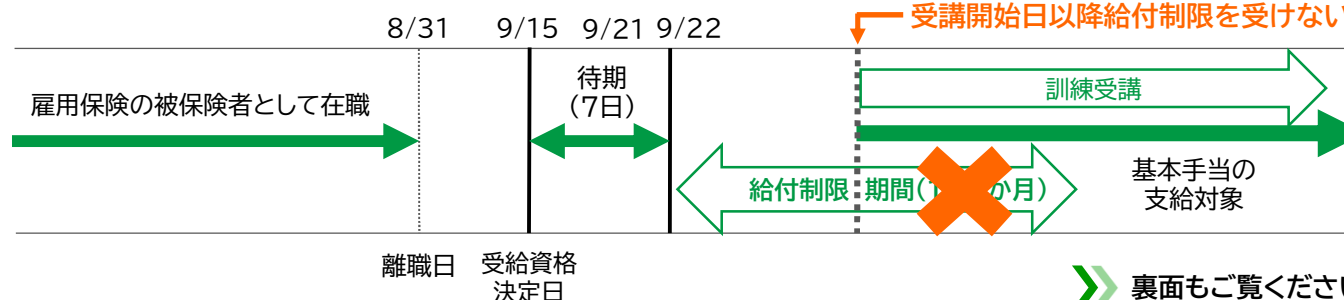 受講開始日以降給付制限を受けない
8/31 9/15 9/21 9/22
待期
(7日)
訓練受講
雇用保険の被保険者として在職
基本手当の
支給対象
給付制限 期間(1 か月)
離職日 受給資格
決定日
裏面もご覧ください